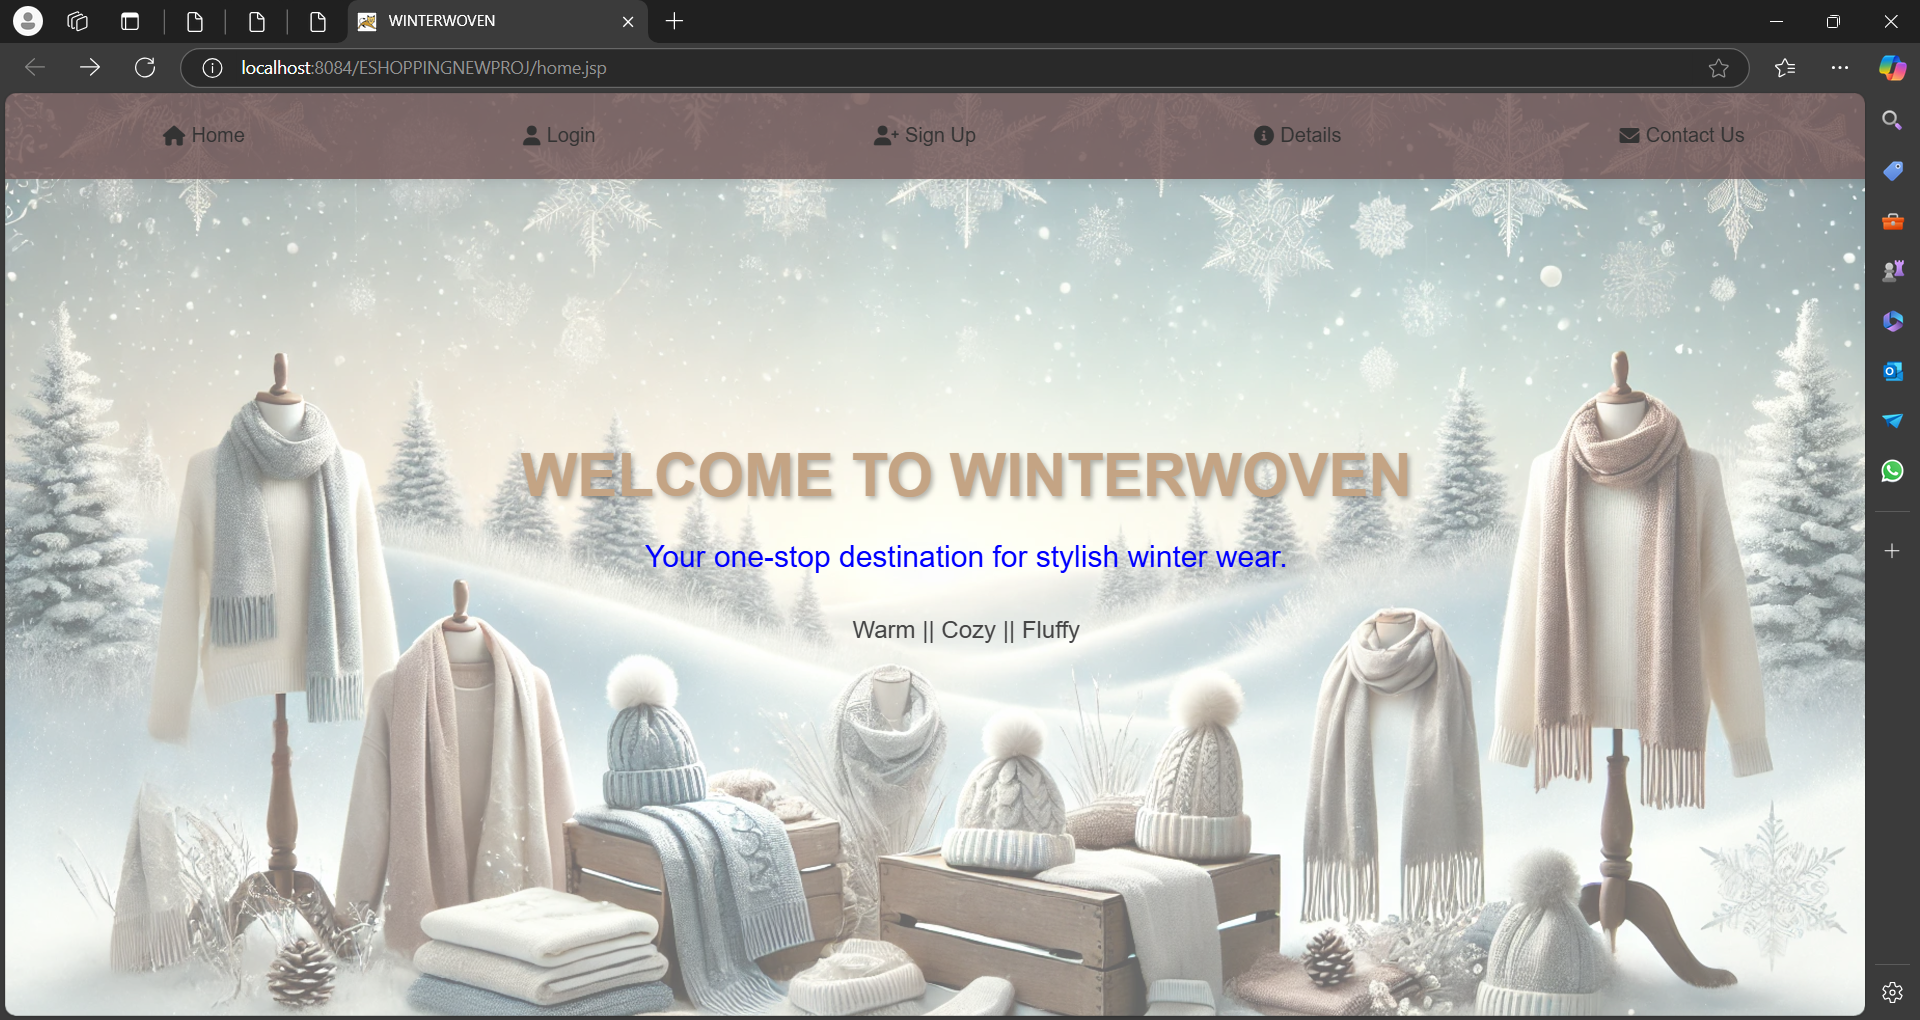 WINTERWOVEN
localhost:8084/ESHOPPINGNEWPROJ/home.jsp
Home Login Sign Up Details Contact Us
WELCOME TO WINTERWOVEN
Your one-stop destination for stylish winter wear.
Warm || Cozy || Fluffy